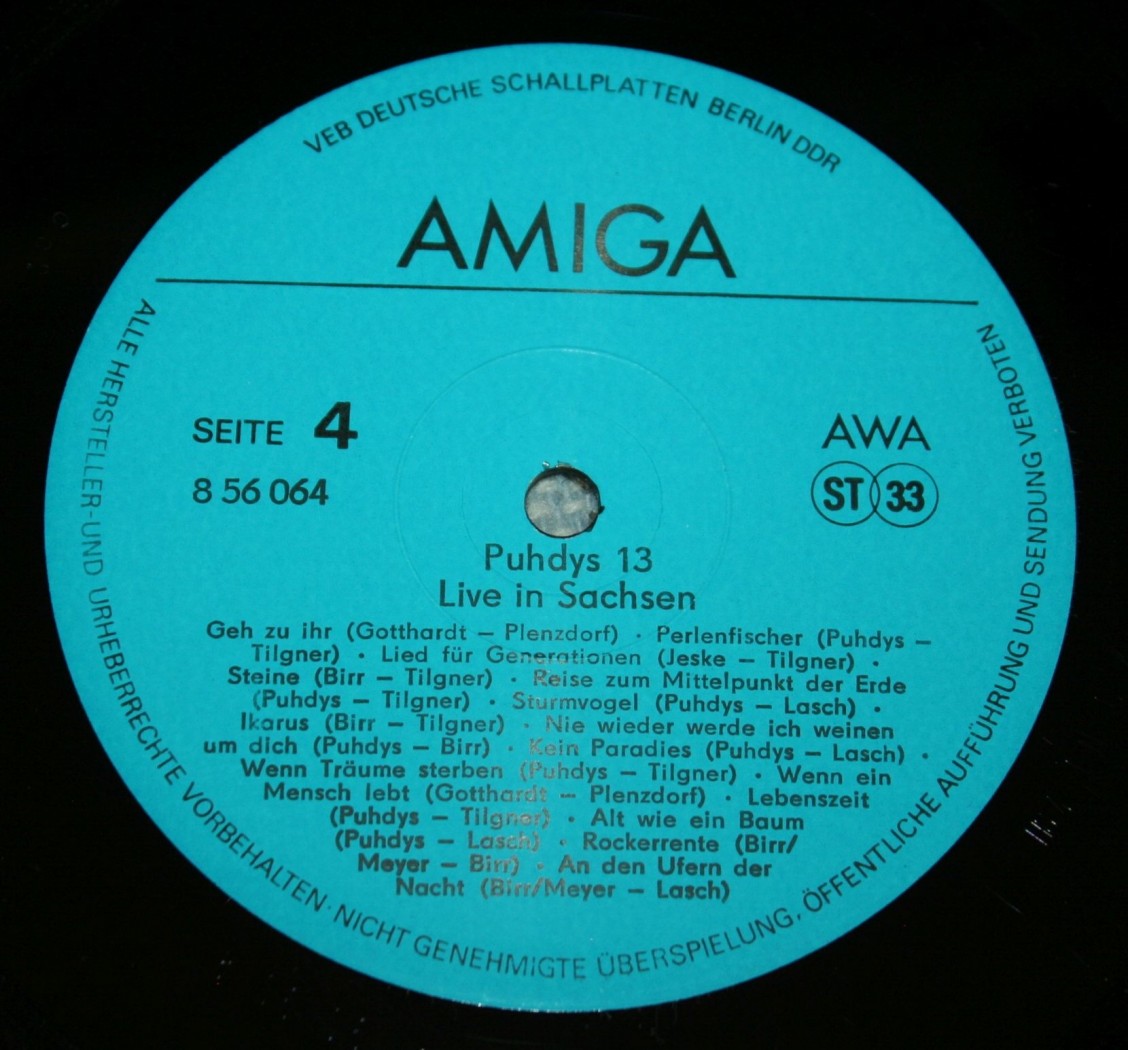 VEB DEUTSCHE SCHALLPLATTEN BERLIN DDR
AMIGA
SEITE 4
8 56 064
AWA
ST 33
Puhdys 13
Live in Sachsen
Geh zu ihr (Gotthardt – Plenzdorf) · Perlenfischer (Puhdys –
Tilgner) · Lied für Generationen (Jeske – Tilgner) ·
Steine (Birr – Tilgner) · Reise zum Mittelpunkt der Erde
(Puhdys – Tilgner) · Sturmvogel (Puhdys – Lasch) ·
Ikarus (Birr – Tilgner) · Nie wieder werde ich weinen
um dich (Puhdys – Birr) · Kein Paradies (Puhdys – Lasch) ·
Wenn Träume sterben (Puhdys – Tilgner) · Wenn ein
Mensch lebt (Gotthardt – Plenzdorf) · Lebenszeit
(Puhdys – Tilgner) · Alt wie ein Baum
(Puhdys – Lasch) · Rockerrente (Birr/
Meyer – Birr) · An den Ufern der
Nacht (Birr/Meyer – Lasch)
ALLE HERSTELLER-UND URHEBERRECHTE VORBEHALTEN · NICHT GENEHMIGTE ÜBERSPIELUNG, ÖFFENTLICHE AUFFÜHRUNG UND SENDUNG VERBOTEN